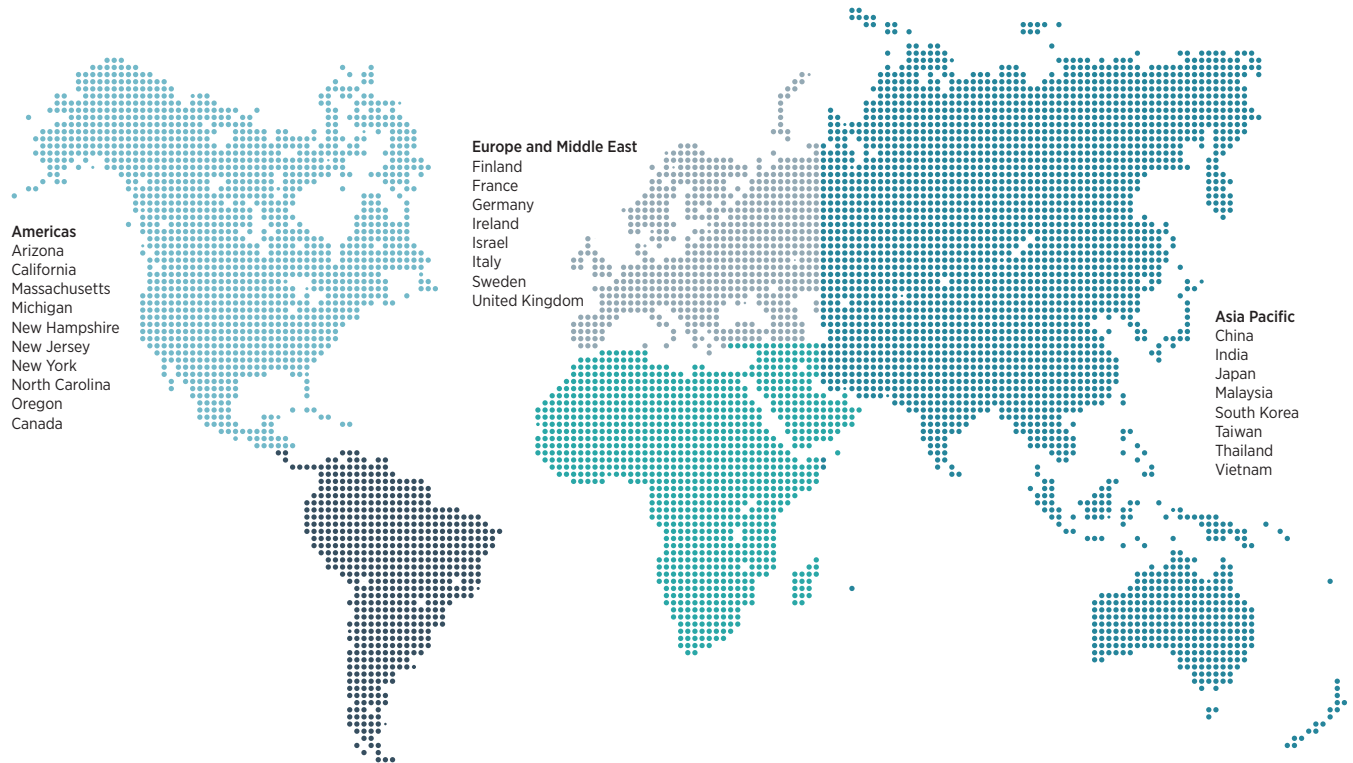 Americas
Arizona
California
Massachusetts
Michigan
New Hampshire
New Jersey
New York
North Carolina
Oregon
Canada
Europe and Middle East
Finland
France
Germany
Ireland
Israel
Italy
Sweden
United Kingdom
Asia Pacific
China
India
Japan
Malaysia
South Korea
Taiwan
Thailand
Vietnam